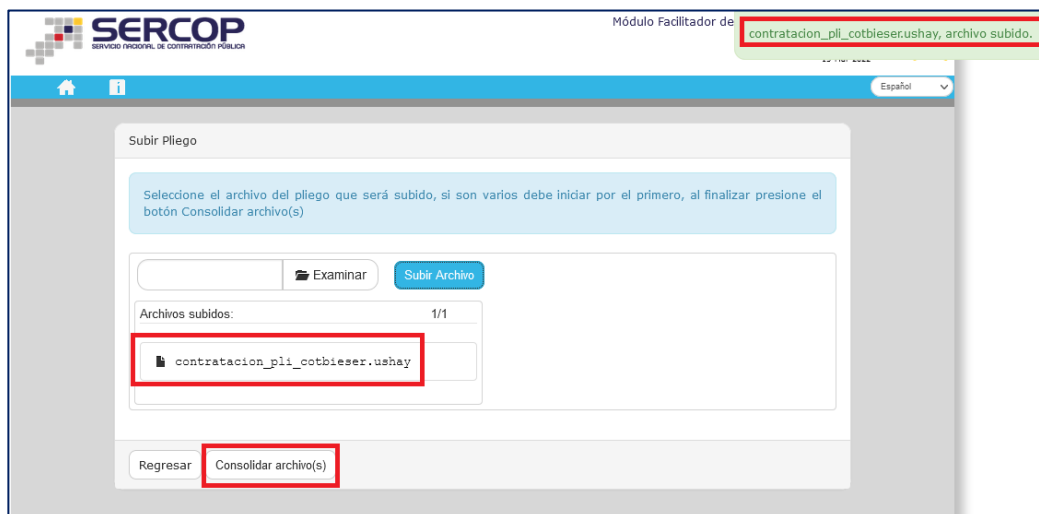 SERCOP
SERVICIO NACIONAL DE CONTRATACIÓN PÚBLICA
Módulo Facilitador de
contratacion_pli_cotbieser.ushay, archivo subido.
Español
Subir Pliego
Seleccione el archivo del pliego que será subido, si son varios debe iniciar por el primero, al finalizar presione el
botón Consolidar archivo(s)
Examinar
Subir Archivo
Archivos subidos: 1/1
contratacion_pli_cotbieser.ushay
Regresar
Consolidar archivo(s)